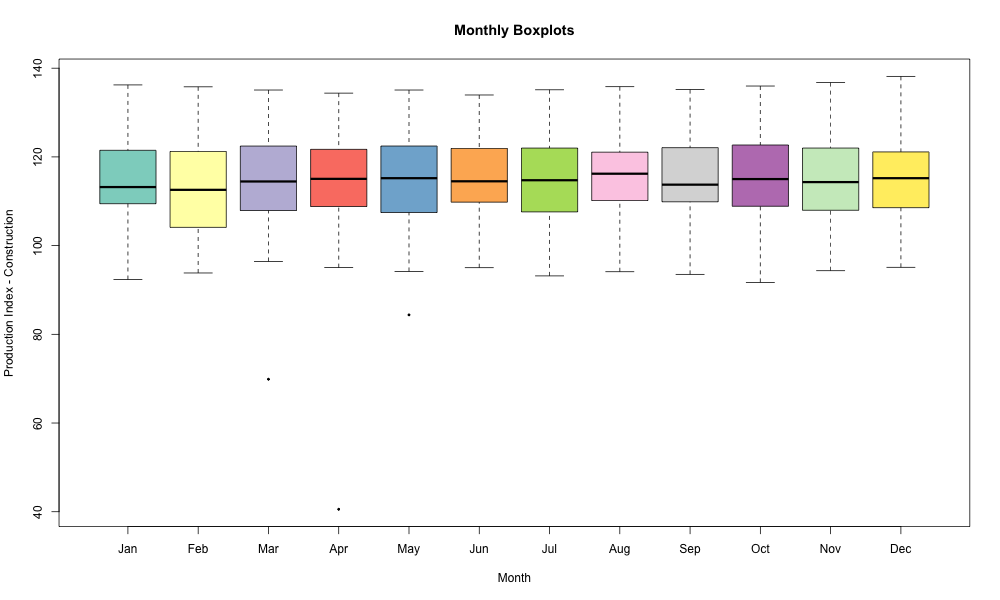 Monthly Boxplots
Production Index - Construction
140
120
100
80
60
40
Jan Feb Mar Apr May Jun Jul Aug Sep Oct Nov Dec
Month